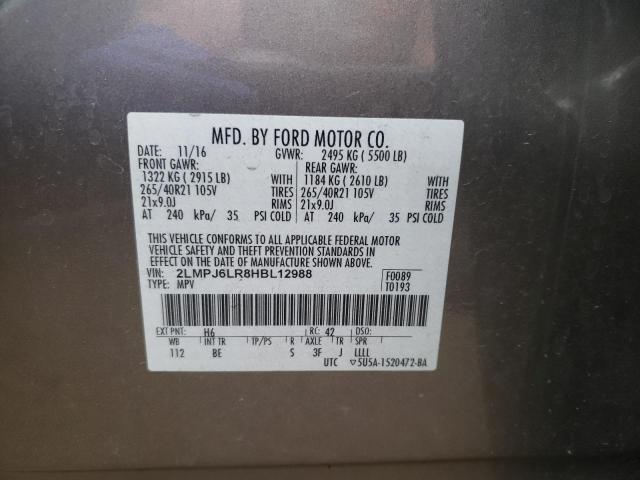 MFD. BY FORD MOTOR CO.
DATE: 11/16 GVWR: 2495 KG ( 5500 LB)
FRONT GAWR: REAR GAWR:
1322 KG ( 2915 LB) 1184 KG ( 2610 LB)
265/40R21 105V TIRES 265/40R21 105V TIRES
21x9.0J RIMS 21x9.0J RIMS
AT 240 kPa/ 35 PSI COLD AT 240 kPa/ 35 PSI COLD
THIS VEHICLE CONFORMS TO ALL APPLICABLE FEDERAL MOTOR
VEHICLE SAFETY AND THEFT PREVENTION STANDARDS IN
EFFECT ON THE DATE OF MANUFACTURE SHOWN ABOVE.
VIN: 2LMPJ6LR8HBL12988 F0089
TYPE: MPV T0193
EXT PNT: H6 RC: 42 DSO:
WB INT TR TP/PS R AXLE TR SPR
112 BE S 3F J LLLL
UTC ▽5U5A-1520472-BA